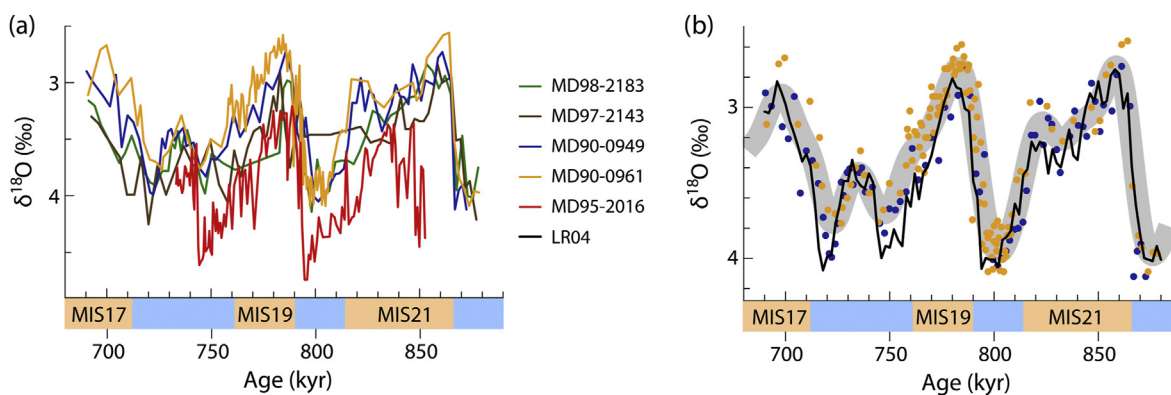 (a)
δ18O (‰)
3
4
MIS17 MIS19 MIS21
700 750 800 850
Age (kyr)
MD98-2183
MD97-2143
MD90-0949
MD90-0961
MD95-2016
LR04
(b)
δ18O (‰)
3
4
MIS17 MIS19 MIS21
700 750 800 850
Age (kyr)